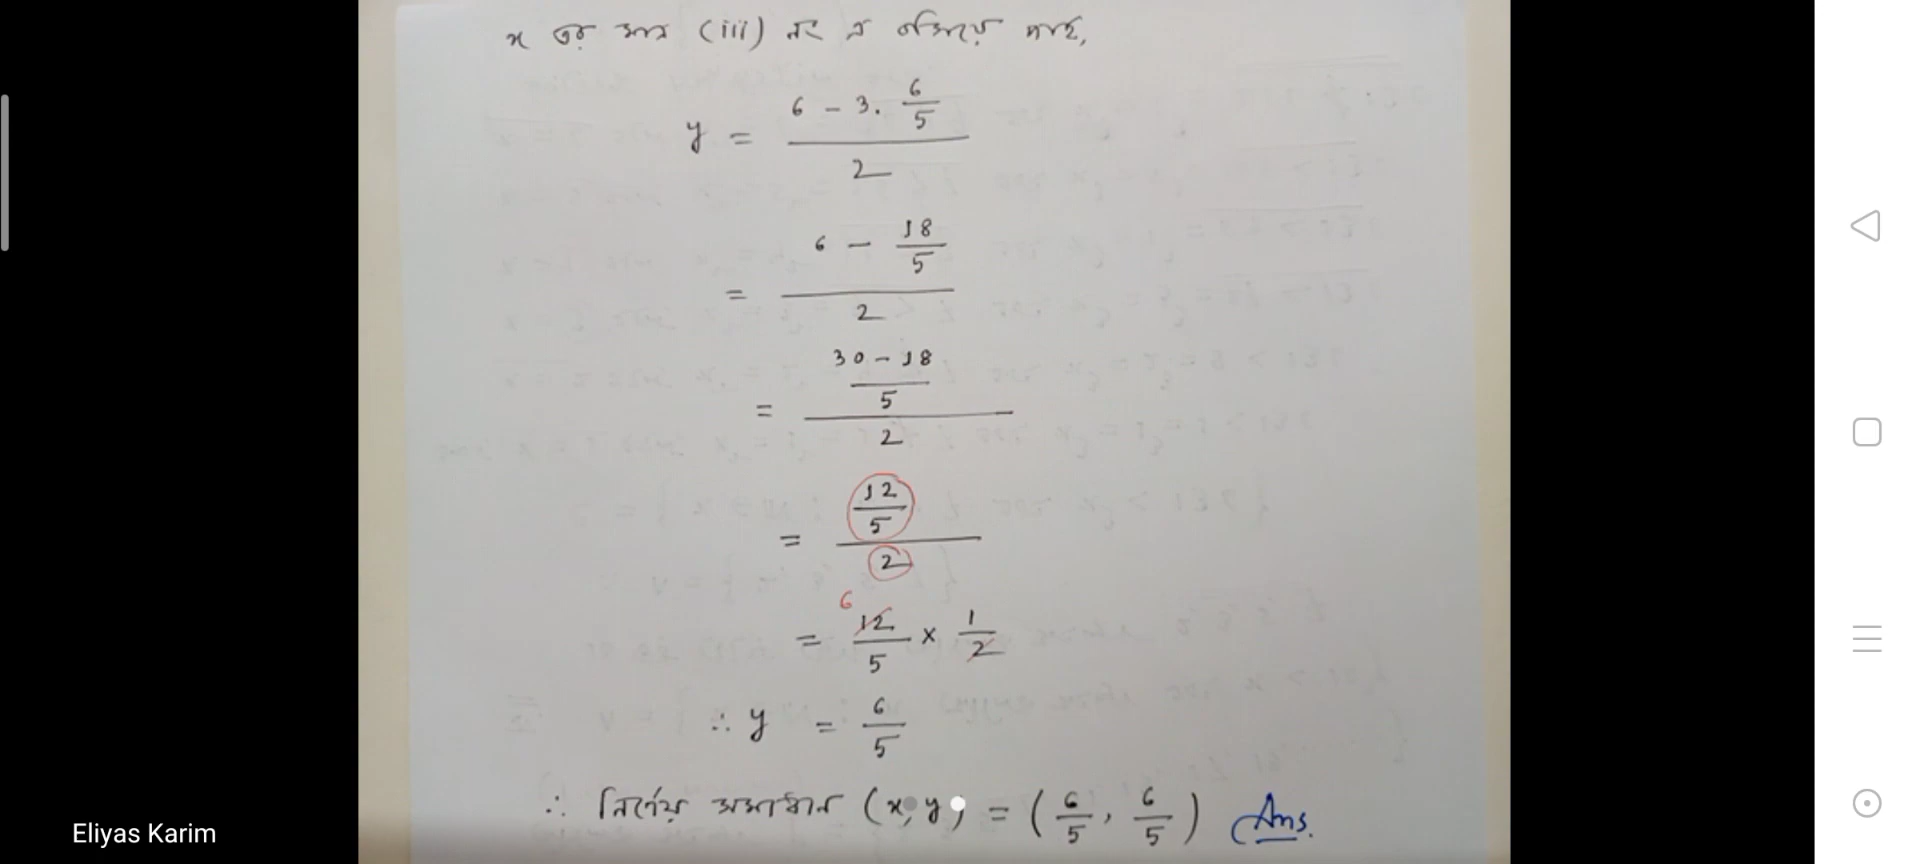 x এর মান (iii) নং এ বসিয়ে পাই,
y = (6 - 3. 6/5) / 2
= (6 - 18/5) / 2
= ((30 - 18)/5) / 2
= (12/5) / 2
6
= 12/5 x 1/2
∴ y = 6/5
∴ নির্ণেয় সমাধান (x, y) = (6/5, 6/5) Ans.
Eliyas Karim